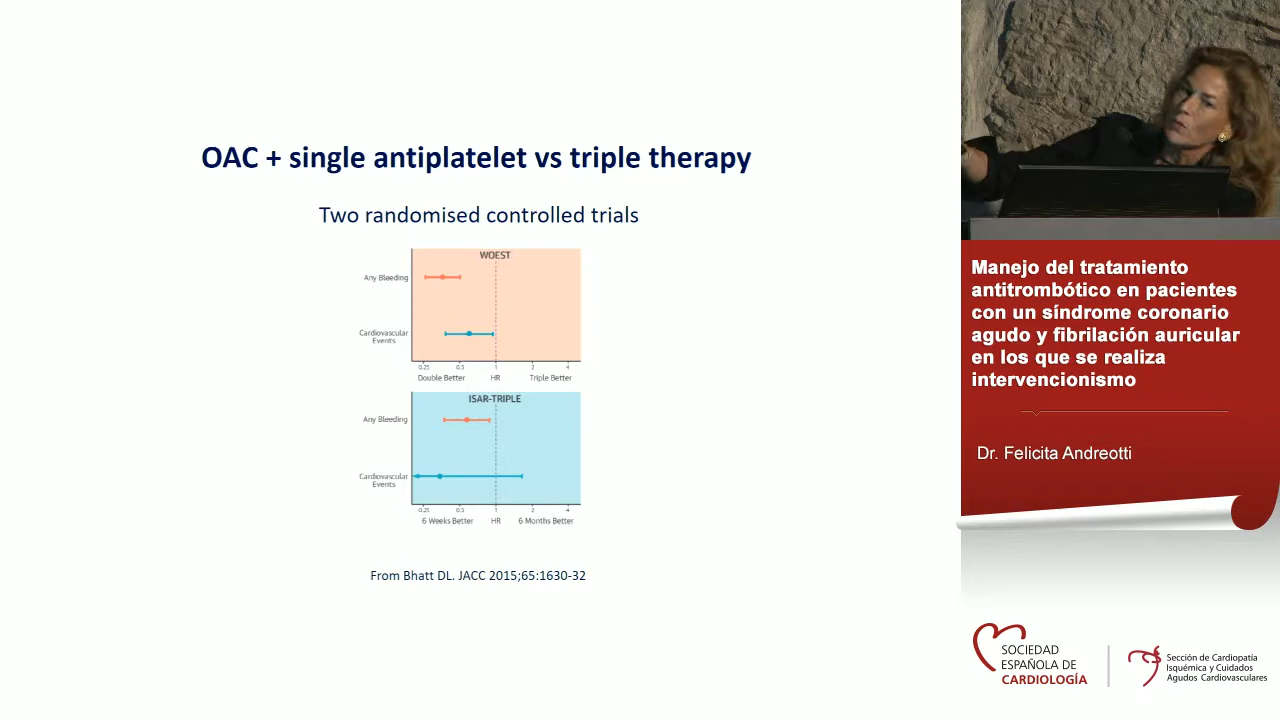 OAC + single antiplatelet vs triple therapy
Two randomised controlled trials
WOEST
Any Bleeding
Cardiovascular
Events
0.25 0.5 1 2 4
Double Better HR Triple Better
ISAR-TRIPLE
Any Bleeding
Cardiovascular
Events
0.25 0.5 1 2 4
6 Weeks Better HR 6 Months Better
From Bhatt DL. JACC 2015;65:1630-32
Manejo del tratamiento
antitrombótico en pacientes
con un síndrome coronario
agudo y fibrilación auricular
en los que se realiza
intervencionismo
Dr. Felicita Andreotti
SOCIEDAD
ESPAÑOLA DE
CARDIOLOGÍA
Sección de Cardiopatía
Isquémica y Cuidados
Agudos Cardiovasculares